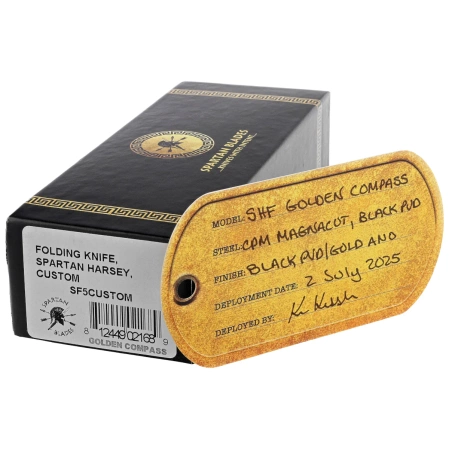 SPARTAN BLADES
FOLDING KNIFE,
SPARTAN HARSEY,
CUSTOM
SF5CUSTOM
SPARTAN
BLADES
8 12449 02168 9
GOLDEN COMPASS
MODEL: SHF GOLDEN COMPASS
STEEL: CPM MAGNACUT, BLACK PVD
FINISH: BLACK PVD/GOLD ANO
DEPLOYMENT DATE: 2 July 2025
DEPLOYED BY: